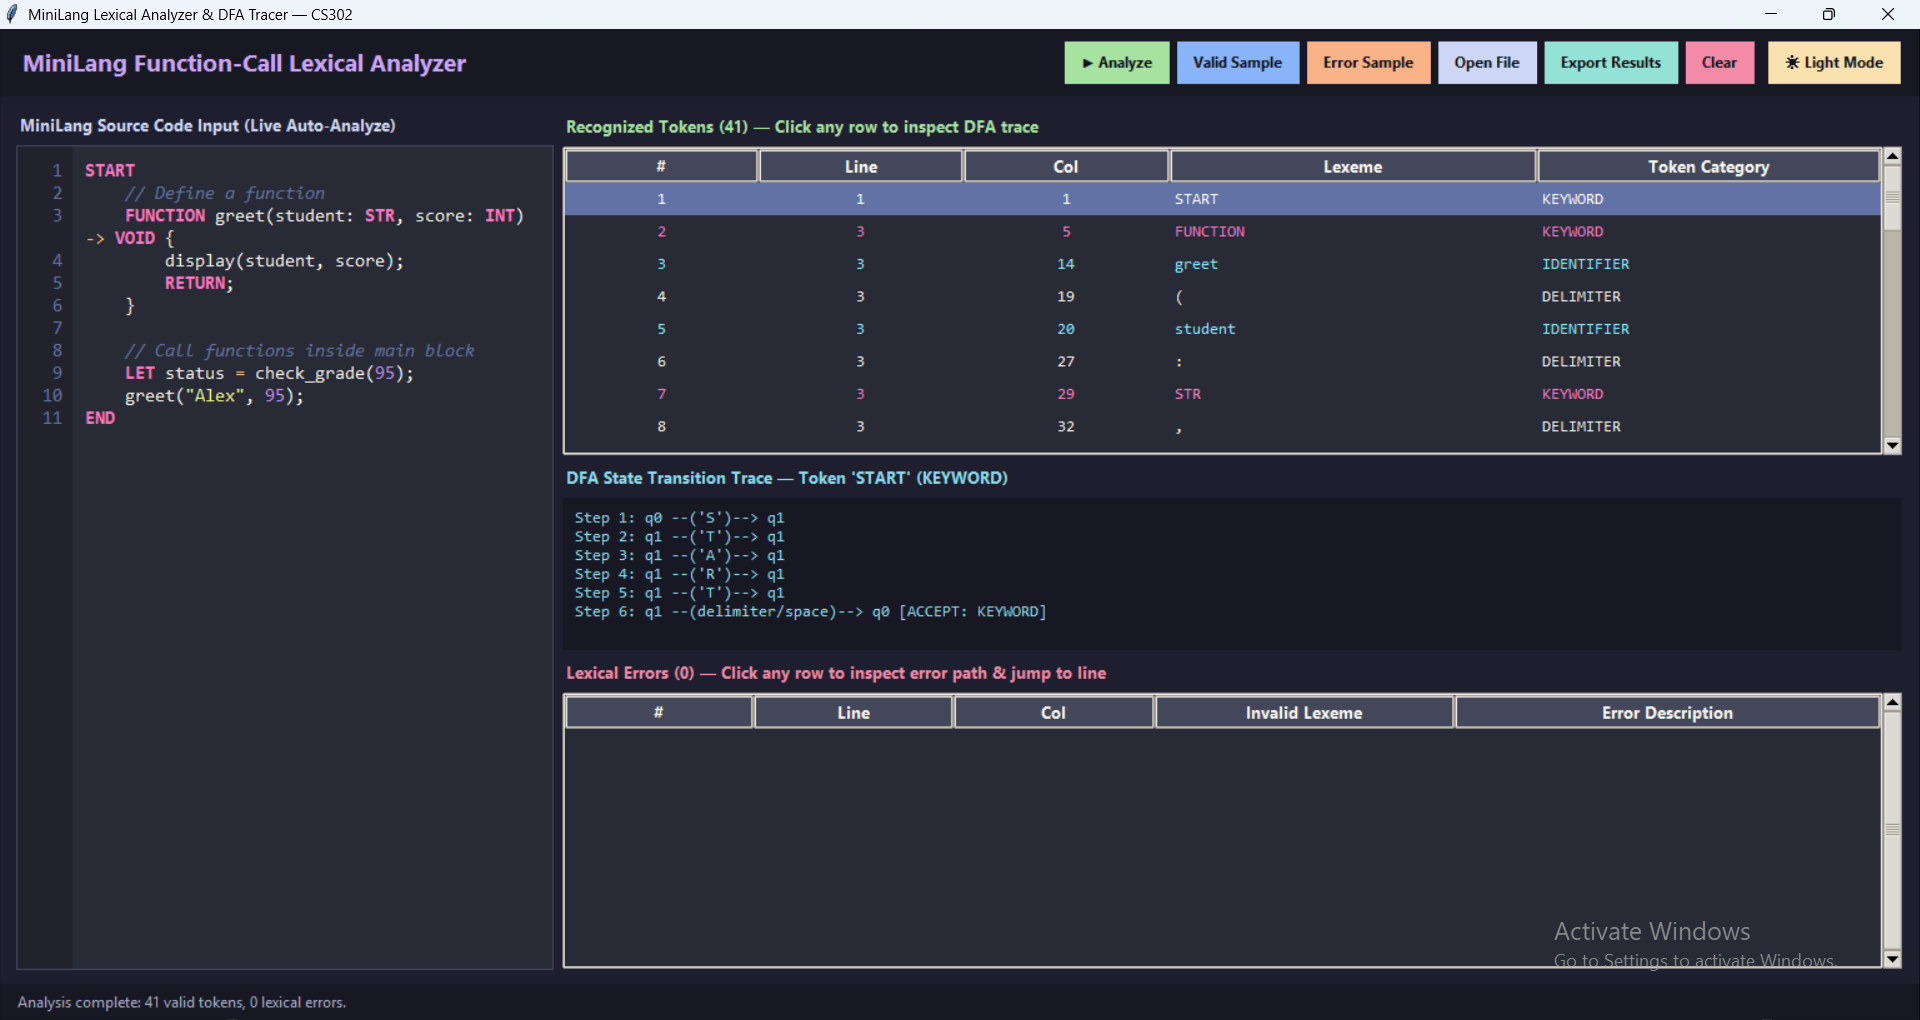 MiniLang Lexical Analyzer & DFA Tracer — CS302
MiniLang Function-Call Lexical Analyzer
► Analyze
Valid Sample
Error Sample
Open File
Export Results
Clear
☀ Light Mode
MiniLang Source Code Input (Live Auto-Analyze)
1 START
2 // Define a function
3 FUNCTION greet(student: STR, score: INT)
-> VOID {
4 display(student, score);
5 RETURN;
6 }
7
8 // Call functions inside main block
9 LET status = check_grade(95);
10 greet("Alex", 95);
11 END
Recognized Tokens (41) — Click any row to inspect DFA trace
# Line Col Lexeme Token Category
1 1 1 START KEYWORD
2 3 5 FUNCTION KEYWORD
3 3 14 greet IDENTIFIER
4 3 19 ( DELIMITER
5 3 20 student IDENTIFIER
6 3 27 : DELIMITER
7 3 29 STR KEYWORD
8 3 32 , DELIMITER
DFA State Transition Trace — Token 'START' (KEYWORD)
Step 1: q0 --('S')--> q1
Step 2: q1 --('T')--> q1
Step 3: q1 --('A')--> q1
Step 4: q1 --('R')--> q1
Step 5: q1 --('T')--> q1
Step 6: q1 --(delimiter/space)--> q0 [ACCEPT: KEYWORD]
Lexical Errors (0) — Click any row to inspect error path & jump to line
# Line Col Invalid Lexeme Error Description
Activate Windows
Go to Settings to activate Windows.
Analysis complete: 41 valid tokens, 0 lexical errors.